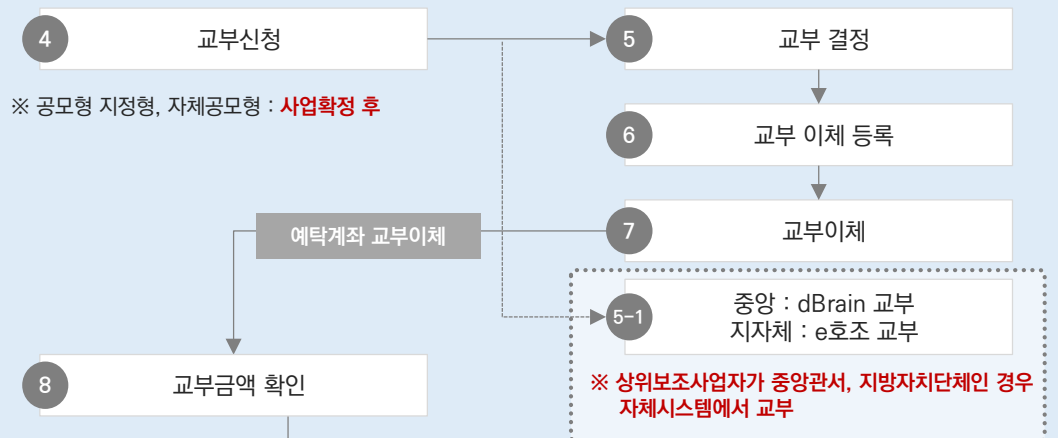 4
교부신청
5
교부 결정
※ 공모형 지정형, 자체공모형 : 사업확정 후
6
교부 이체 등록
예탁계좌 교부이체
7
교부이체
5-1
중앙 : dBrain 교부
지자체 : e호조 교부
※ 상위보조사업자가 중앙관서, 지방자치단체인 경우
자체시스템에서 교부
8
교부금액 확인